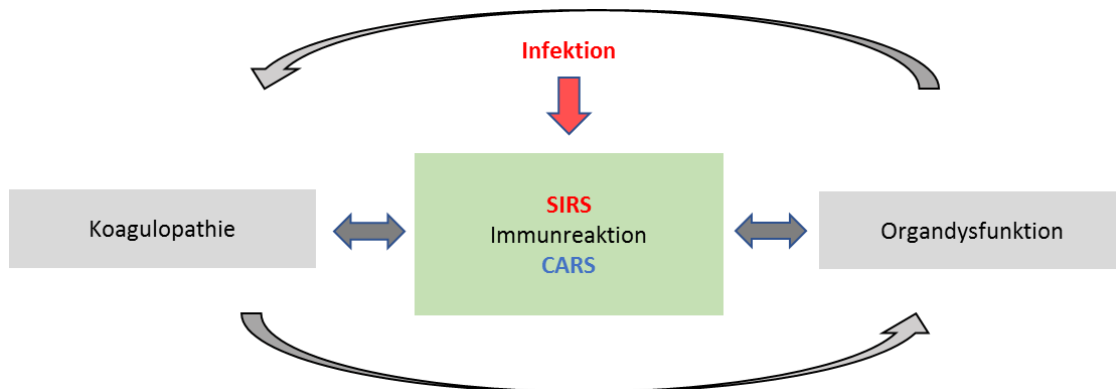 Infektion
Koagulopathie
SIRS
Immunreaktion
CARS
Organdysfunktion